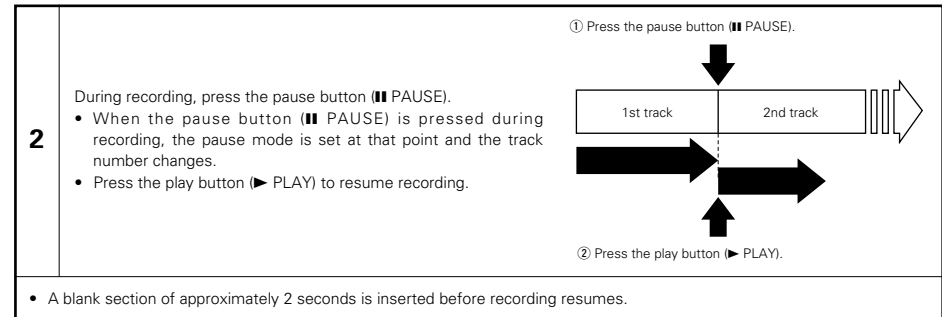 2
During recording, press the pause button (❚❚ PAUSE).
• When the pause button (❚❚ PAUSE) is pressed during
recording, the pause mode is set at that point and the track
number changes.
• Press the play button (► PLAY) to resume recording.
① Press the pause button (❚❚ PAUSE).
1st track
2nd track
② Press the play button (► PLAY).
• A blank section of approximately 2 seconds is inserted before recording resumes.